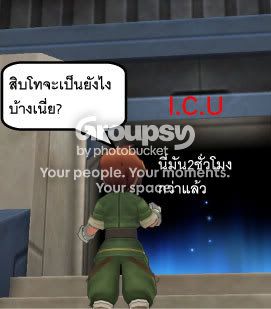 สิบโทจะเป็นยังไง
บ้างเนี่ย?
I.C.U
Groupsy
by photobucket
นี่มัน2ชั่วโมง
Your people. Your moments.
Your space.
กว่าแล้ว